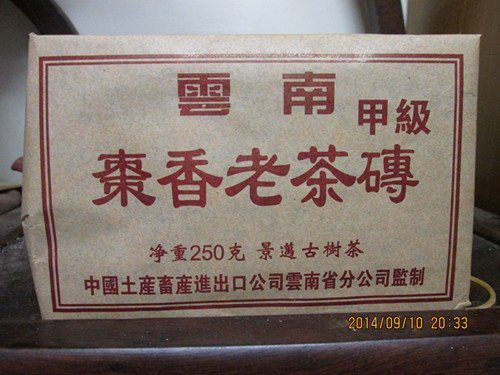 雲南
甲級
棗香老茶磚
净重250克 景邁古樹茶
中國土産畜産進出口公司雲南省分公司監制
2014/09/10 20:33